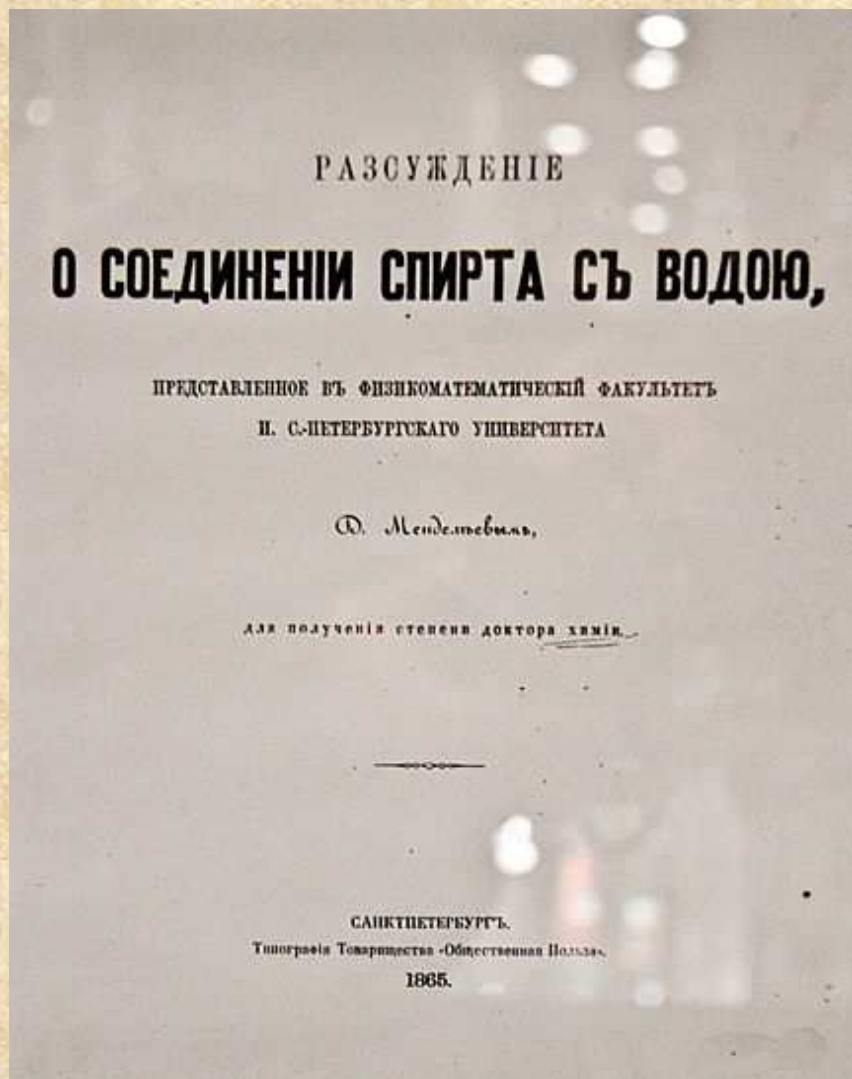 РАЗСУЖДЕНІЕ
О СОЕДИНЕНІИ СПИРТА СЪ ВОДОЮ,
ПРЕДСТАВЛЕННОЕ ВЪ ФИЗИКОМАТЕМАТИЧЕСКІЙ ФАКУЛЬТЕТЪ
И. С.-ПЕТЕРБУРГСКАГО УНИВЕРСИТЕТА
Д. Менделѣевымъ,
для полученія степени доктора химіи.
САНКТПЕТЕРБУРГЪ.
Типографія Товарищества «Общественная Польза».
1865.